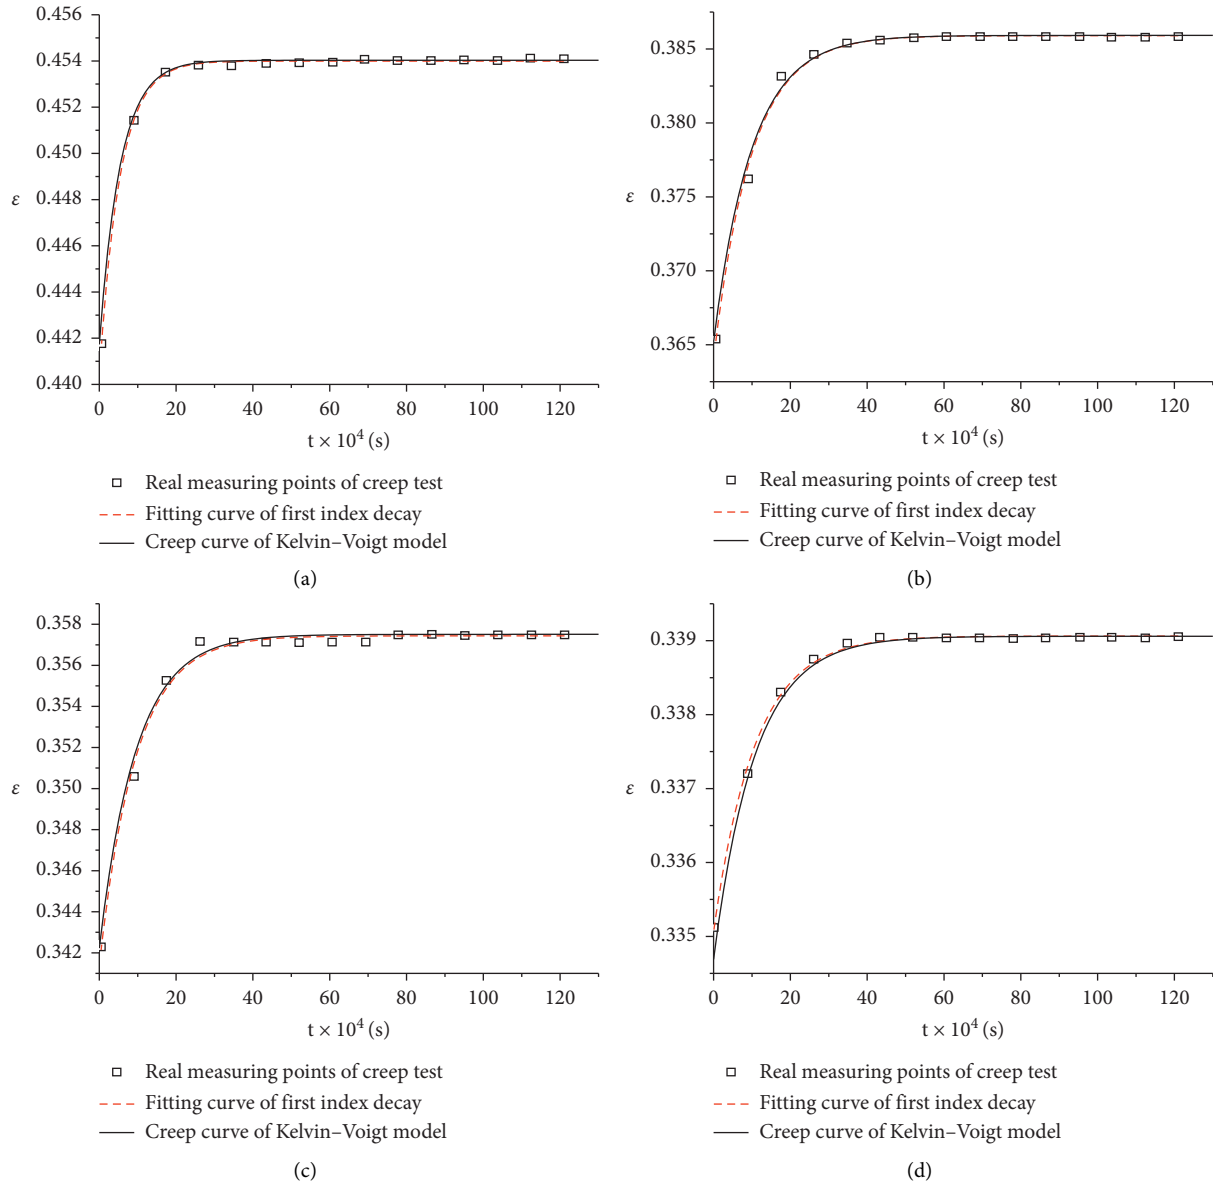 0.456
0.454
0.452
0.450
0.448
0.446
0.444
0.442
0.440
ε
0 20 40 60 80 100 120
t × 10⁴ (s)
Real measuring points of creep test
Fitting curve of first index decay
Creep curve of Kelvin–Voigt model
(a)
0.385
0.380
0.375
0.370
0.365
ε
0 20 40 60 80 100 120
t × 10⁴ (s)
Real measuring points of creep test
Fitting curve of first index decay
Creep curve of Kelvin–Voigt model
(b)
0.358
0.356
0.354
0.352
0.350
0.348
0.346
0.344
0.342
ε
0 20 40 60 80 100 120
t × 10⁴ (s)
Real measuring points of creep test
Fitting curve of first index decay
Creep curve of Kelvin–Voigt model
(c)
0.339
0.338
0.337
0.336
0.335
ε
0 20 40 60 80 100 120
t × 10⁴ (s)
Real measuring points of creep test
Fitting curve of first index decay
Creep curve of Kelvin–Voigt model
(d)